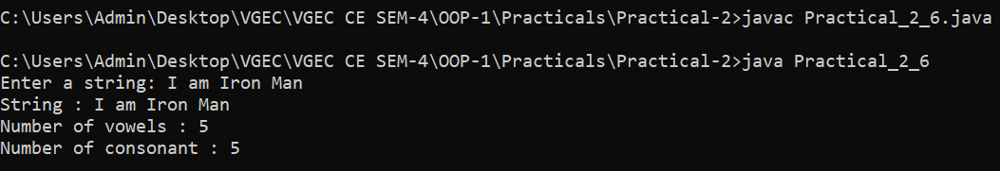 C:\Users\Admin\Desktop\VGEC\VGEC CE SEM-4\OOP-1\Practicals\Practical-2>javac Practical_2_6.java
C:\Users\Admin\Desktop\VGEC\VGEC CE SEM-4\OOP-1\Practicals\Practical-2>java Practical_2_6
Enter a string: I am Iron Man
String : I am Iron Man
Number of vowels : 5
Number of consonant : 5